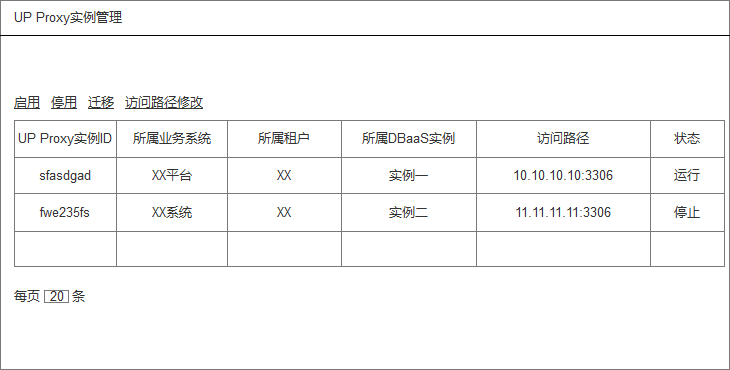 UP Proxy实例管理
启用 停用 迁移 访问路径修改
UP Proxy实例ID 所属业务系统 所属租户 所属DBaaS实例 访问路径 状态
sfasdgad XX平台 XX 实例一 10.10.10.10:3306 运行
fwe235fs XX系统 XX 实例二 11.11.11.11:3306 停止
每页 20 条